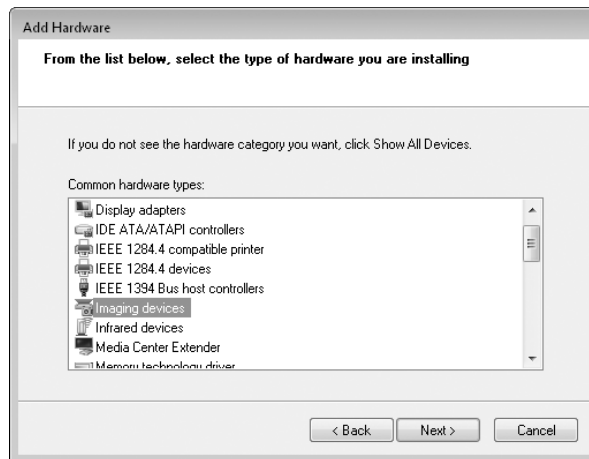 Add Hardware
From the list below, select the type of hardware you are installing
If you do not see the hardware category you want, click Show All Devices.
Common hardware types:
Display adapters
IDE ATA/ATAPI controllers
IEEE 1284.4 compatible printer
IEEE 1284.4 devices
IEEE 1394 Bus host controllers
Imaging devices
Infrared devices
Media Center Extender
Memory technology driver
< Back Next > Cancel